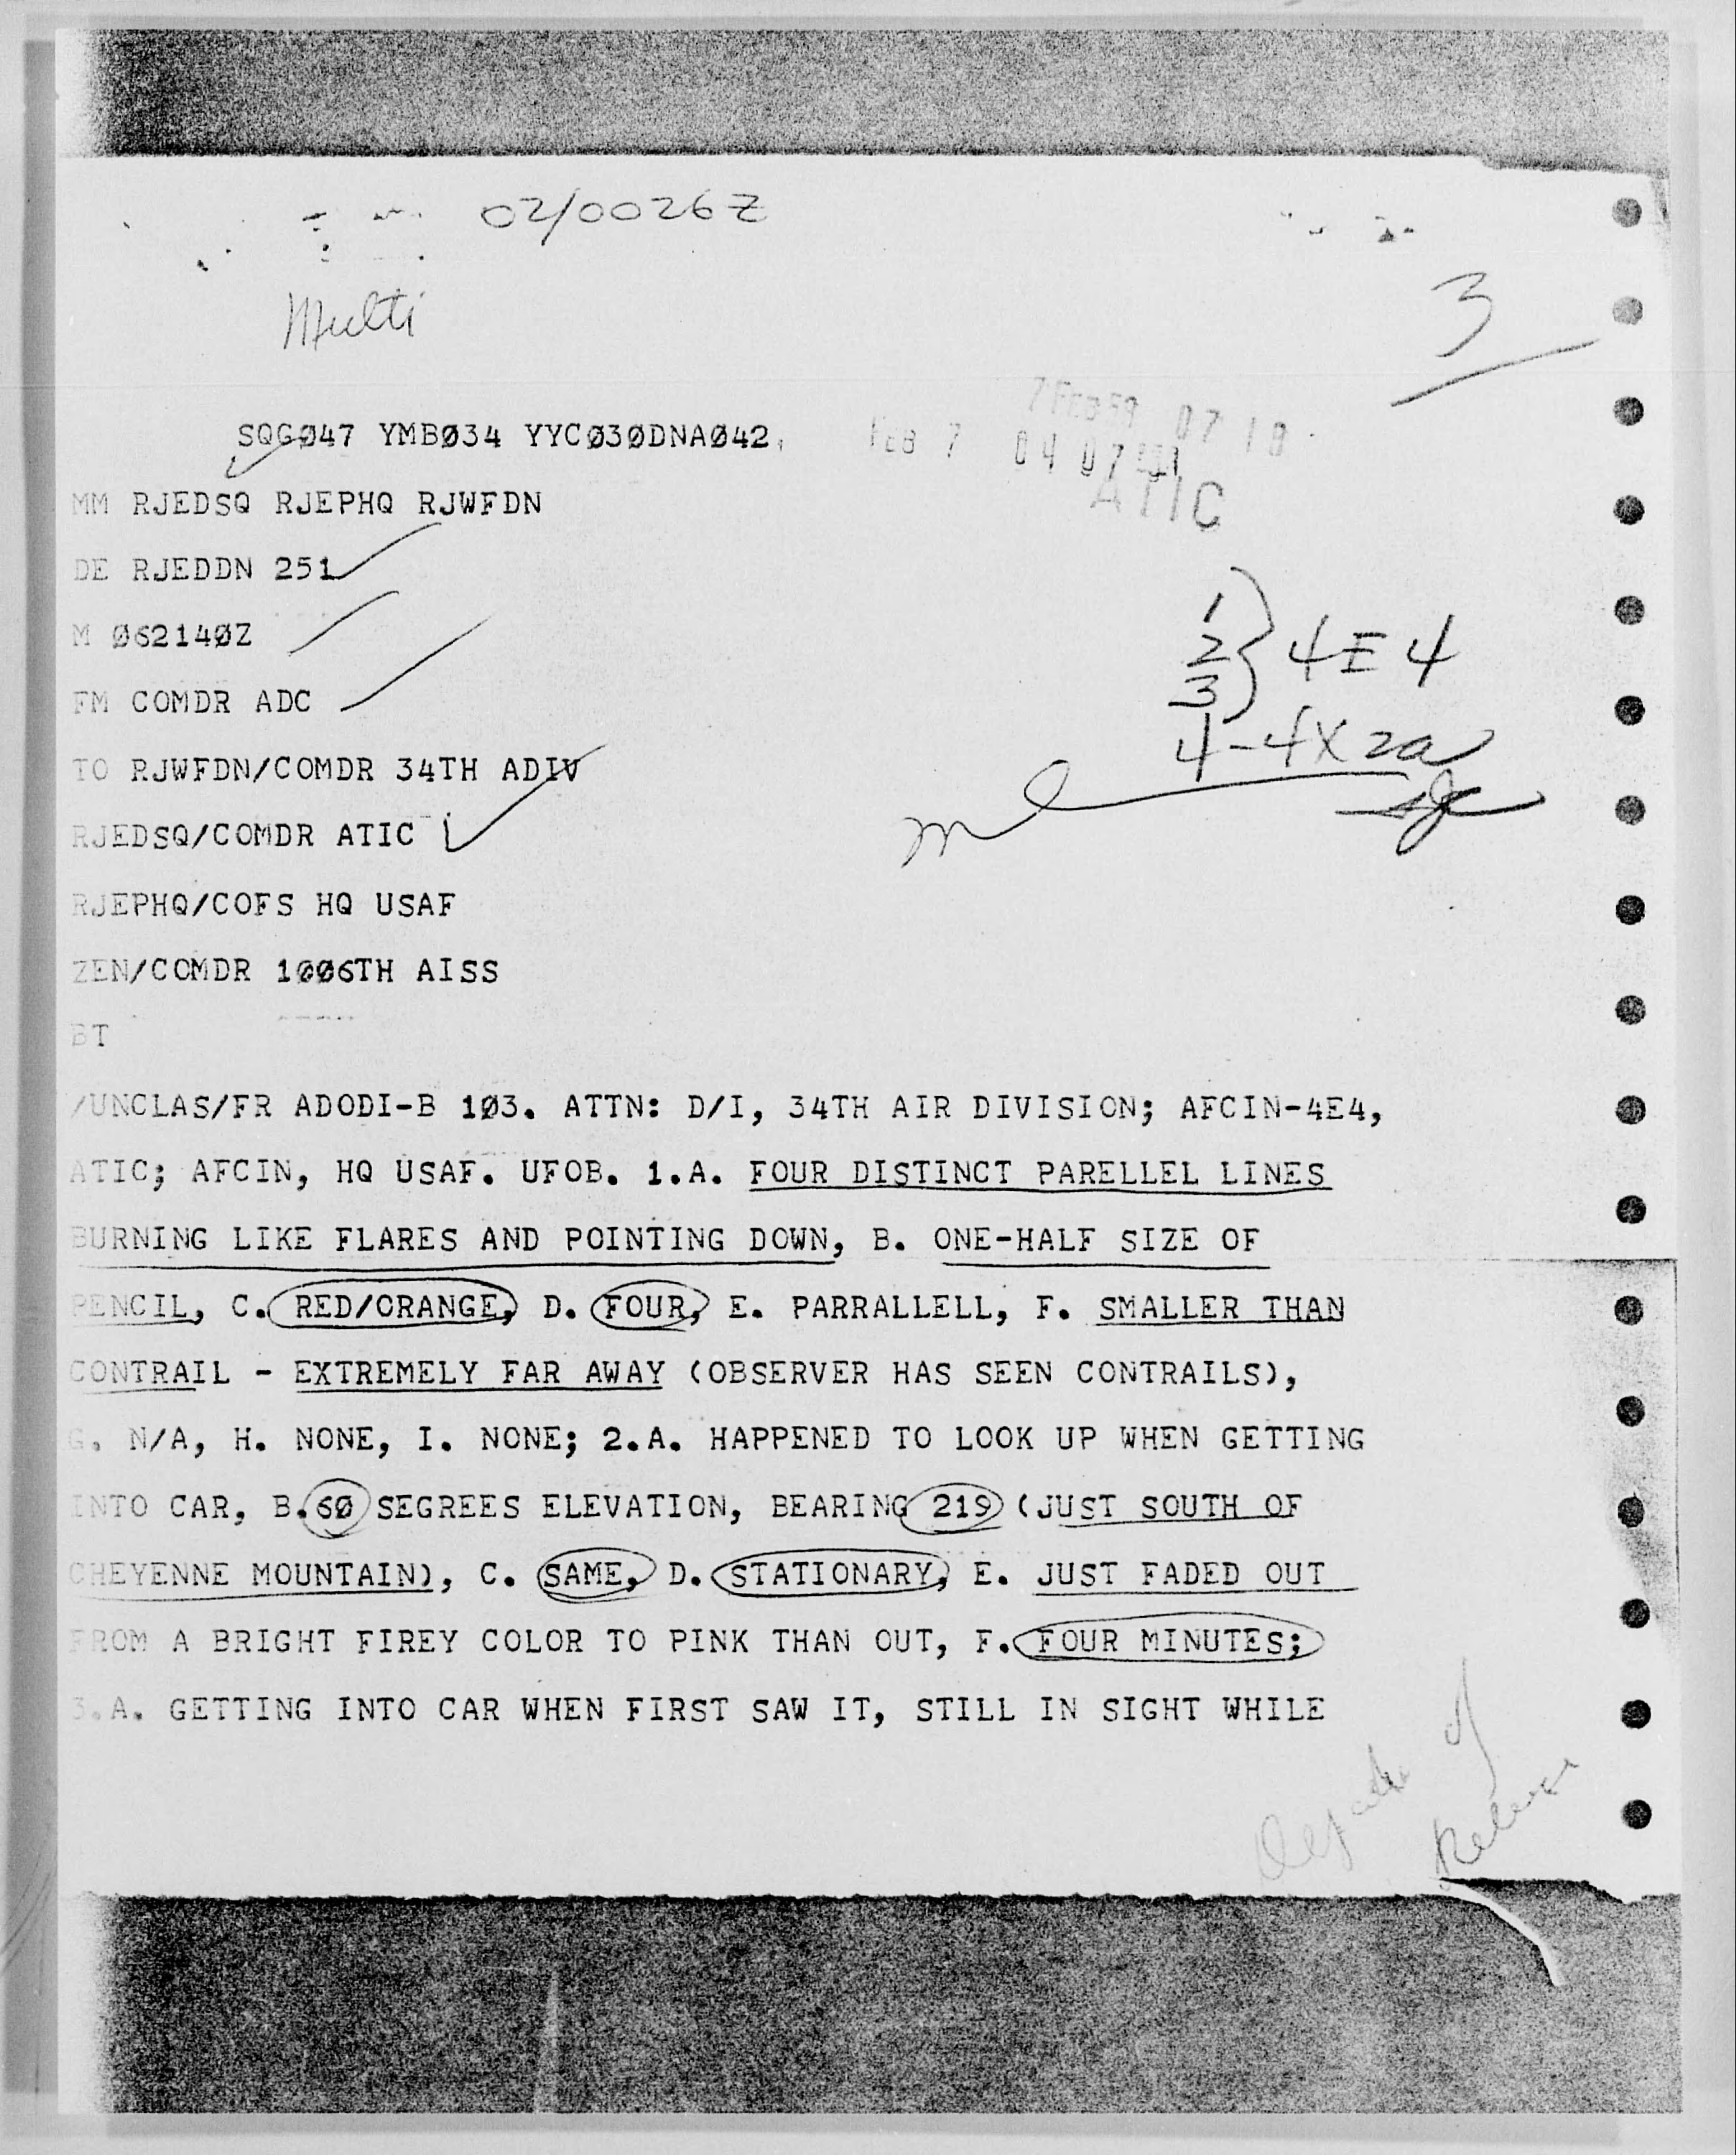 02/0026Z
Multi
3
7 FEB 59 07 18
SQGØ47 YMBØ34 YYCØ30DNAØ42, FEB 7 04 07
ATIC
MM RJEDSQ RJEPHQ RJWFDN
DE RJEDDN 251
M Ø62140Z
1
2 } 4E4
3
FM COMDR ADC
4-4X2a
TO RJWFDN/COMDR 34TH ADIV
RJEDSQ/COMDR ATIC
RJEPHQ/COFS HQ USAF
ZEN/COMDR 1006TH AISS
BT
/UNCLAS/FR ADODI-B 1Ø3. ATTN: D/I, 34TH AIR DIVISION; AFCIN-4E4,
ATIC; AFCIN, HQ USAF. UFOB. 1.A. FOUR DISTINCT PARELLEL LINES
BURNING LIKE FLARES AND POINTING DOWN, B. ONE-HALF SIZE OF
PENCIL, C. RED/ORANGE, D. FOUR, E. PARRALLELL, F. SMALLER THAN
CONTRAIL - EXTREMELY FAR AWAY (OBSERVER HAS SEEN CONTRAILS),
G. N/A, H. NONE, I. NONE; 2.A. HAPPENED TO LOOK UP WHEN GETTING
INTO CAR, B. 6Ø SEGREES ELEVATION, BEARING 219 (JUST SOUTH OF
CHEYENNE MOUNTAIN), C. SAME, D. STATIONARY, E. JUST FADED OUT
FROM A BRIGHT FIREY COLOR TO PINK THAN OUT, F. FOUR MINUTES;
3.A. GETTING INTO CAR WHEN FIRST SAW IT, STILL IN SIGHT WHILE